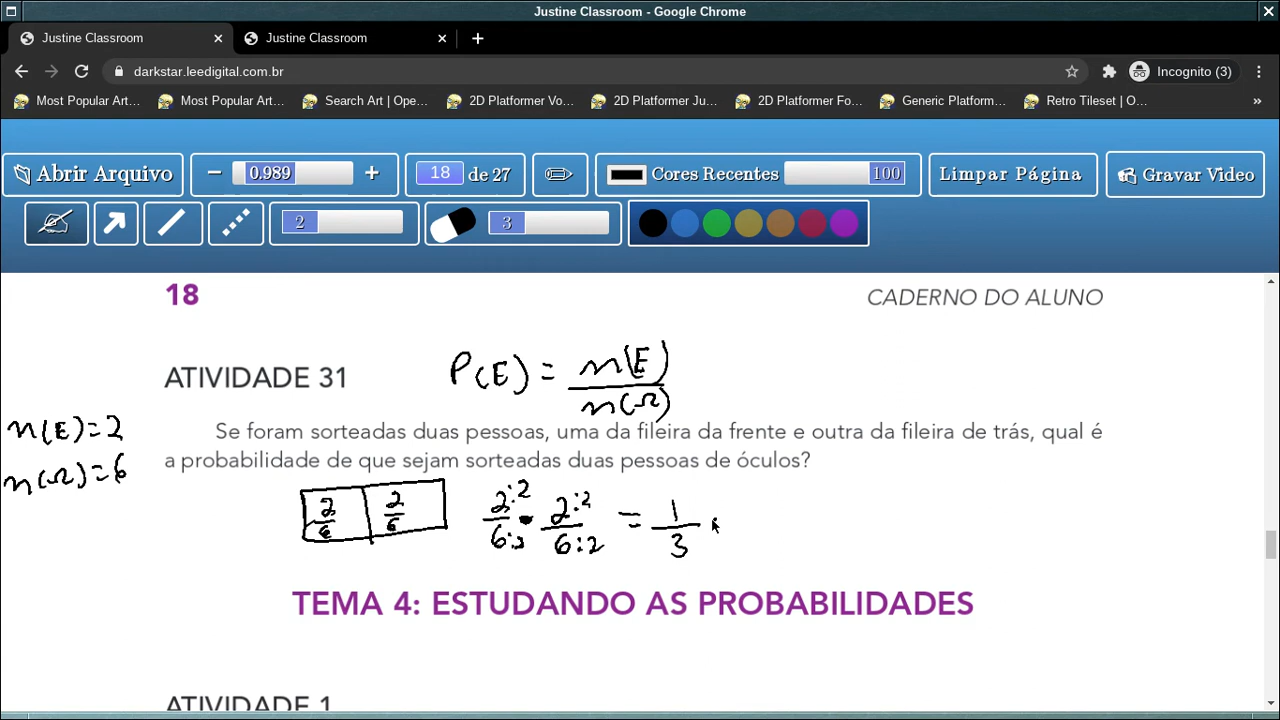 Justine Classroom - Google Chrome
Justine Classroom
Justine Classroom
darkstar.leedigital.com.br
Incognito (3)
Most Popular Art...
Most Popular Art...
Search Art | Ope...
2D Platformer Vo...
2D Platformer Ju...
2D Platformer Fo...
Generic Platform...
Retro Tileset | O...
»
Abrir Arquivo
− 0.989 +
18 de 27
Cores Recentes 100
Limpar Página
Gravar Video
2
3
18
CADERNO DO ALUNO
ATIVIDADE 31
P(E) = n(E)/n(Ω)
n(E)=2
n(Ω)=6
Se foram sorteadas duas pessoas, uma da fileira da frente e outra da fileira de trás, qual é
a probabilidade de que sejam sorteadas duas pessoas de óculos?
2/6 2/6 2:2/6:2 · 2:2/6:2 = 1/3
TEMA 4: ESTUDANDO AS PROBABILIDADES
ATIVIDADE 1